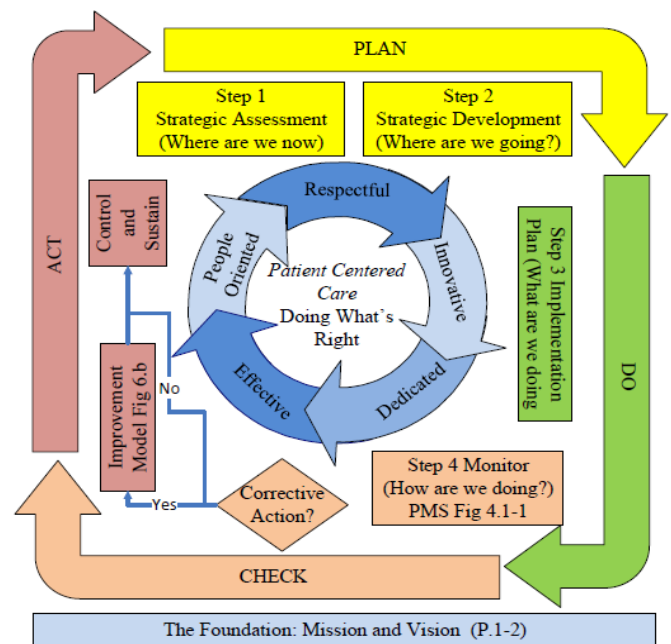 PLAN
Step 1
Strategic Assessment
(Where are we now)
Step 2
Strategic Development
(Where are we going?)
ACT
Control
and
Sustain
Improvement
Model Fig 6.b
No
Yes
Respectful
Innovative
Dedicated
Effective
People
Oriented
Patient Centered
Care
Doing What's
Right
Step 3 Implementation
Plan (What are we doing
DO
Step 4 Monitor
(How are we doing?)
PMS Fig 4.1-1
Corrective
Action?
CHECK
The Foundation: Mission and Vision (P.1-2)